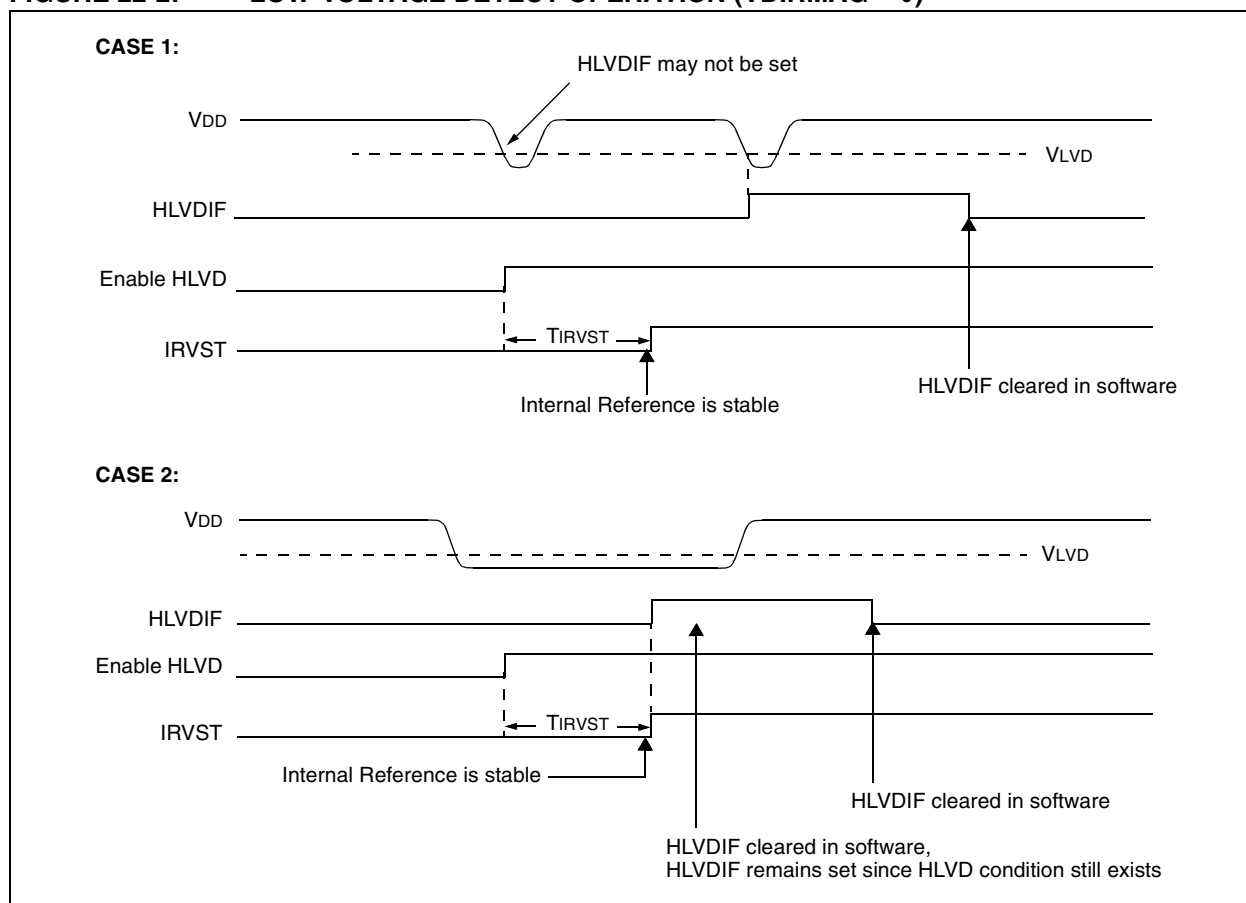 CASE 1:
HLVDIF may not be set
VDD
VLVD
HLVDIF
Enable HLVD
TIRVST
IRVST
HLVDIF cleared in software
Internal Reference is stable
CASE 2:
VDD
VLVD
HLVDIF
Enable HLVD
TIRVST
IRVST
Internal Reference is stable
HLVDIF cleared in software
HLVDIF cleared in software,
HLVDIF remains set since HLVD condition still exists